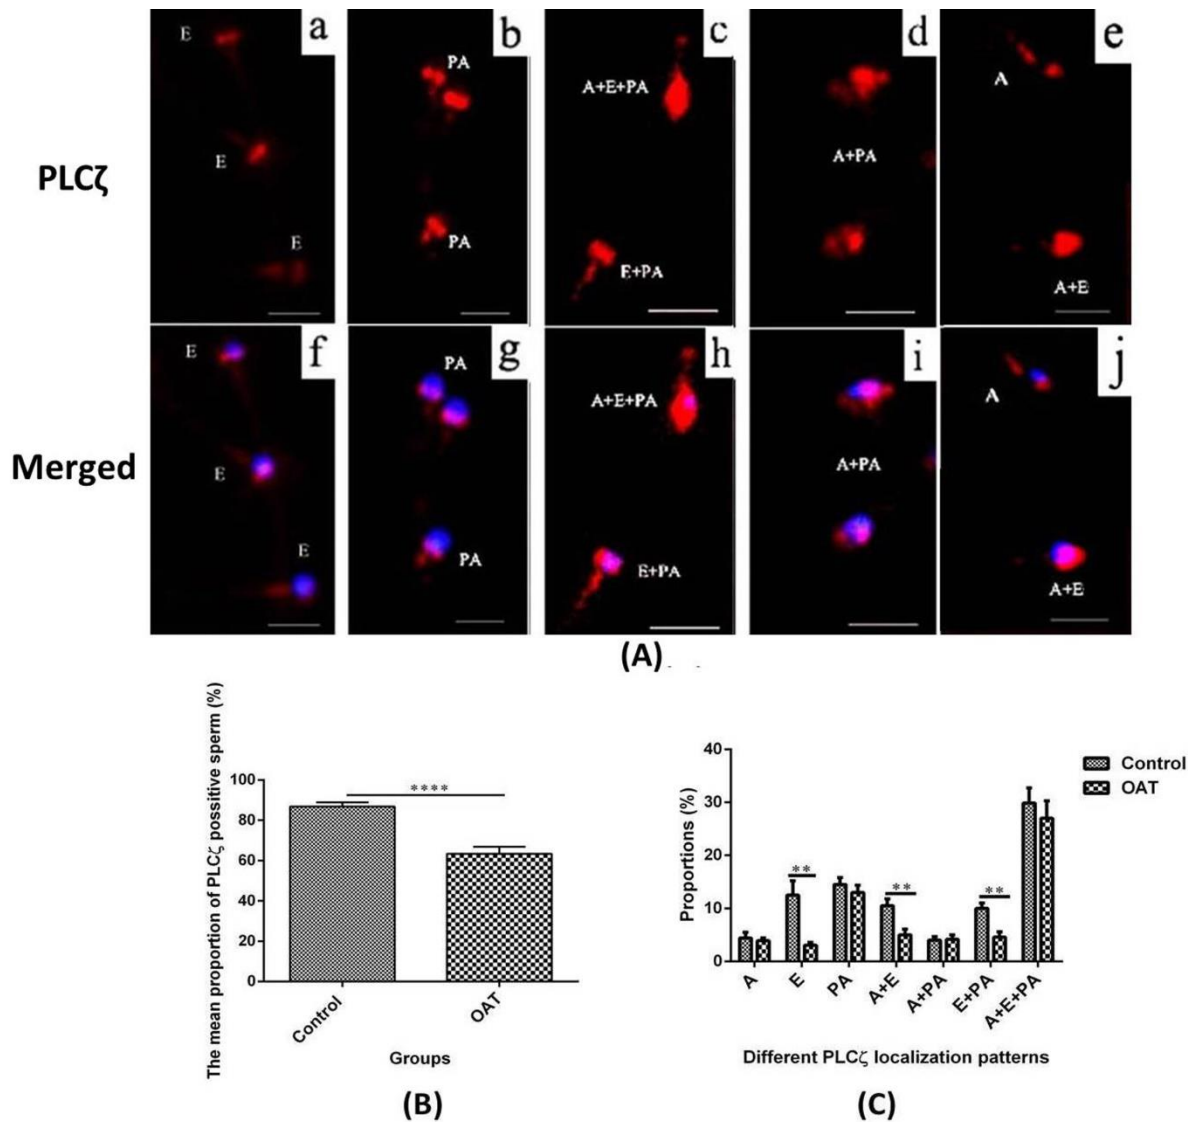 a
b
c
d
e
E
E
E
PA
PA
A+E+PA
E+PA
A+PA
A
A+E
PLCζ
f
g
h
i
j
E
E
E
PA
PA
A+E+PA
E+PA
A+PA
A
A+E
Merged
(A)
The mean proportion of PLCζ possitive sperm (%)
100
80
60
40
20
0
****
Control
OAT
Groups
(B)
Proportions (%)
40
30
20
10
0
**
**
**
Control
OAT
A
E
PA
A+E
A+PA
E+PA
A+E+PA
Different PLCζ localization patterns
(C)